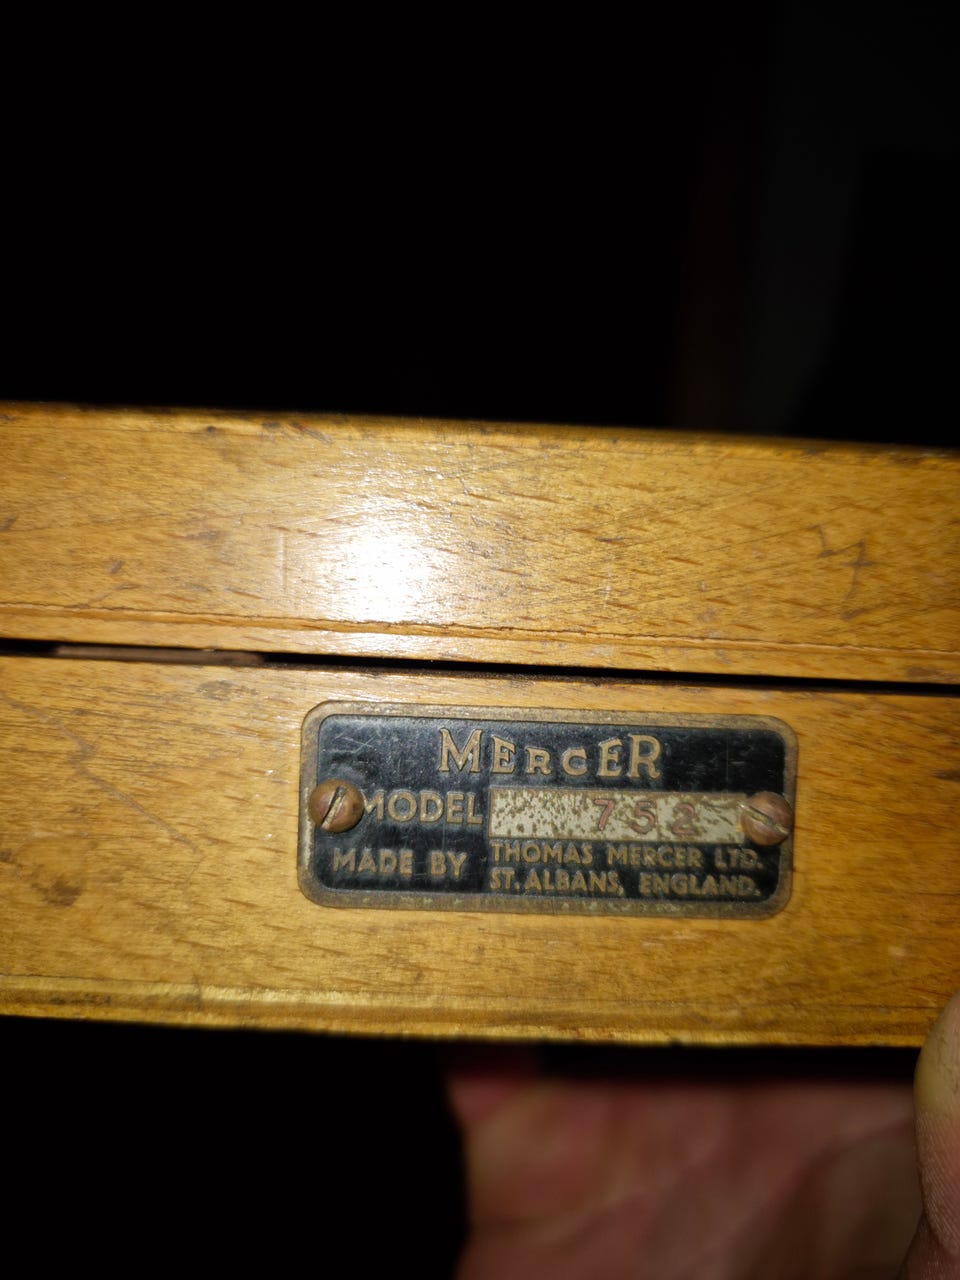 MERCER
MODEL 752
MADE BY THOMAS MERCER LTD.
ST. ALBANS, ENGLAND.